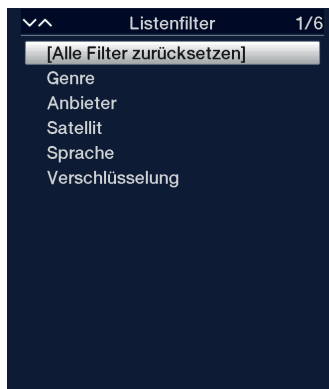 Listenfilter 1/6
[Alle Filter zurücksetzen]
Genre
Anbieter
Satellit
Sprache
Verschlüsselung